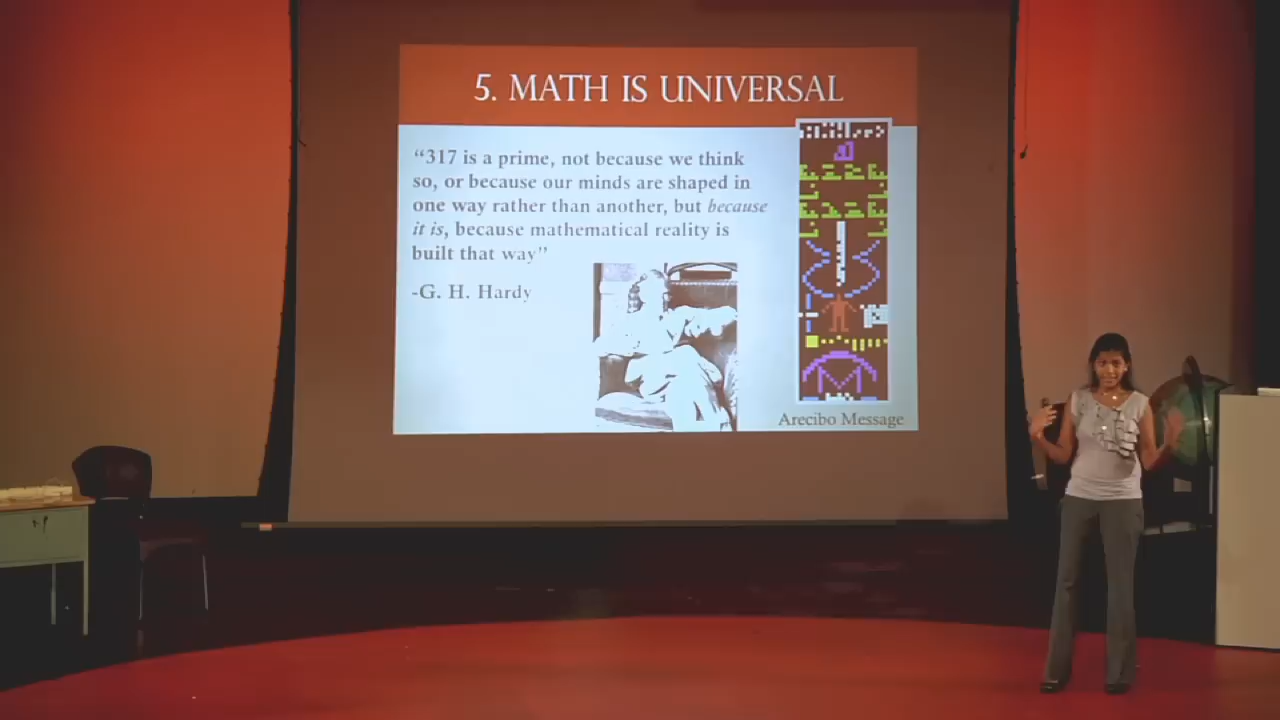 5. MATH IS UNIVERSAL
“317 is a prime, not because we think
so, or because our minds are shaped in
one way rather than another, but because
it is, because mathematical reality is
built that way”
-G. H. Hardy
Arecibo Message